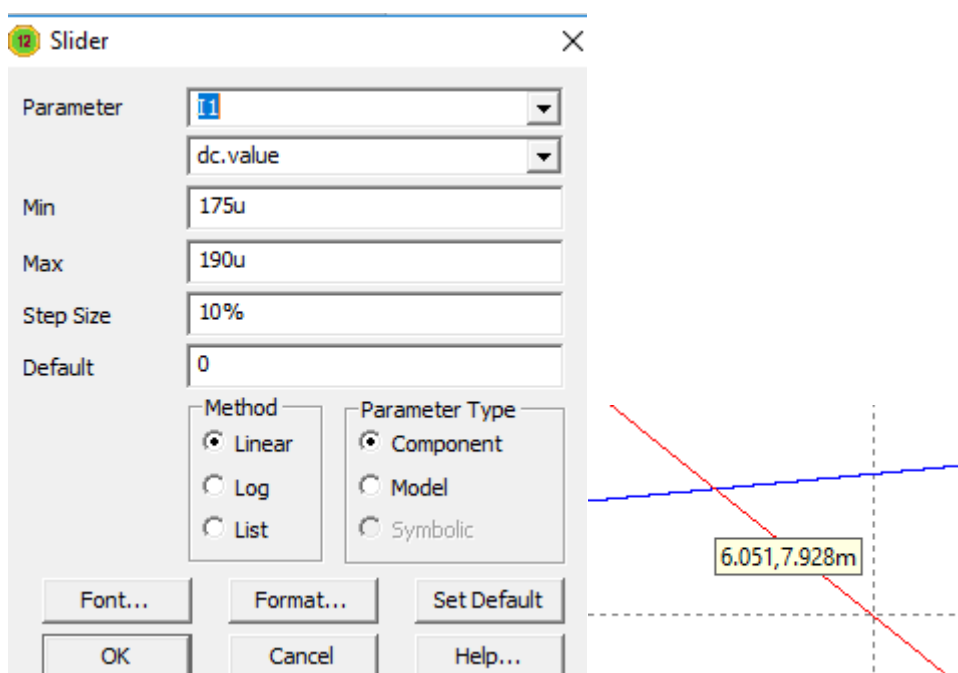 12 Slider
Parameter I1
dc.value
Min 175u
Max 190u
Step Size 10%
Default 0
Method Parameter Type
Linear Component
Log Model
List Symbolic
Font... Format... Set Default
OK Cancel Help...
6.051,7.928m